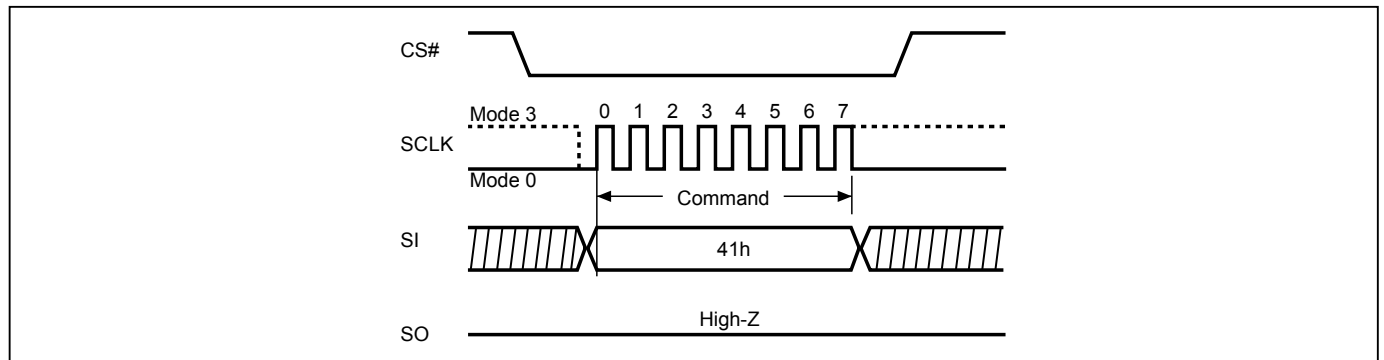 CS#
Mode 3
0 1 2 3 4 5 6 7
SCLK
Mode 0
Command
SI
41h
High-Z
SO